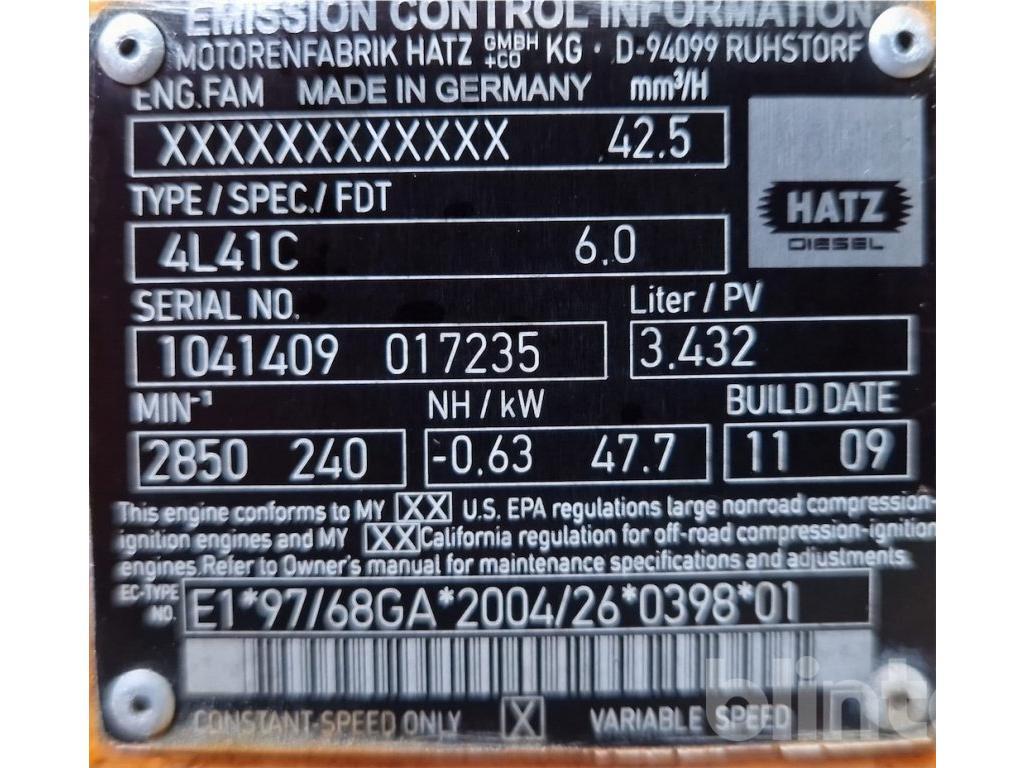 EMISSION CONTROL INFORMATION
MOTORENFABRIK HATZ GMBH +CO KG · D-94099 RUHSTORF
ENG.FAM MADE IN GERMANY mm³/H
XXXXXXXXXXXX 42.5
HATZ
DIESEL
TYPE / SPEC. / FDT
4L41C 6.0
SERIAL NO. Liter / PV
1041409 017235 3.432
MIN-¹ NH / kW BUILD DATE
2850 240 -0.63 47.7 11 09
This engine conforms to MY XX U.S. EPA regulations large nonroad compression-
ignition engines and MY XX California regulation for off-road compression-ignition
engines. Refer to Owner's manual for maintenance specifications and adjustments.
EC-TYPE NO. E1*97/68GA*2004/26*0398*01
CONSTANT-SPEED ONLY X VARIABLE SPEED